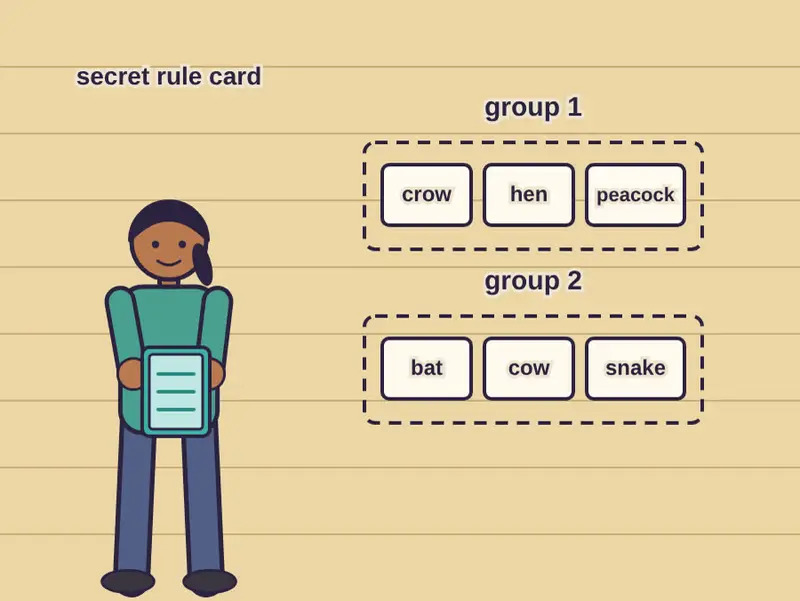 secret rule card
group 1
crow hen peacock
group 2
bat cow snake